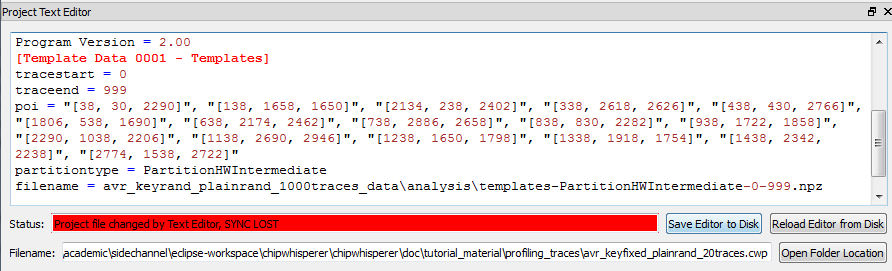 Project Text Editor
Program Version = 2.00
[Template Data 0001 - Templates]
tracestart = 0
traceend = 999
poi = "[38, 30, 2290]", "[138, 1658, 1650]", "[2134, 238, 2402]", "[338, 2618, 2626]", "[438, 430, 2766]",
"[1806, 538, 1690]", "[638, 2174, 2462]", "[738, 2886, 2658]", "[838, 830, 2282]", "[938, 1722, 1858]",
"[2290, 1038, 2206]", "[1138, 2690, 2946]", "[1238, 1650, 1798]", "[1338, 1918, 1754]", "[1438, 2342,
2238]", "[2774, 1538, 2722]"
partitiontype = PartitionHWIntermediate
filename = avr_keyrand_plainrand_1000traces_data\analysis\templates-PartitionHWIntermediate-0-999.npz
Status: Project file changed by Text Editor, SYNC LOST Save Editor to Disk Reload Editor from Disk
Filename: \academic\sidechannel\eclipse-workspace\chipwhisperer\chipwhisperer\doc\tutorial_material\profiling_traces\avr_keyfixed_plainrand_20traces.cwp Open Folder Location